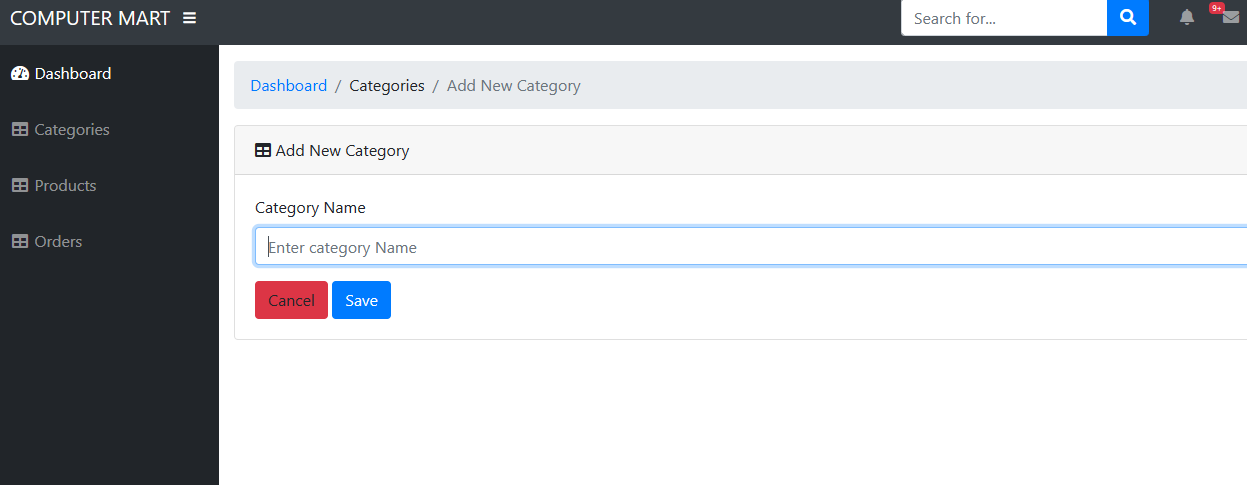 COMPUTER MART
Search for...
9+
Dashboard
Categories
Products
Orders
Dashboard / Categories / Add New Category
Add New Category
Category Name
Enter category Name
Cancel Save